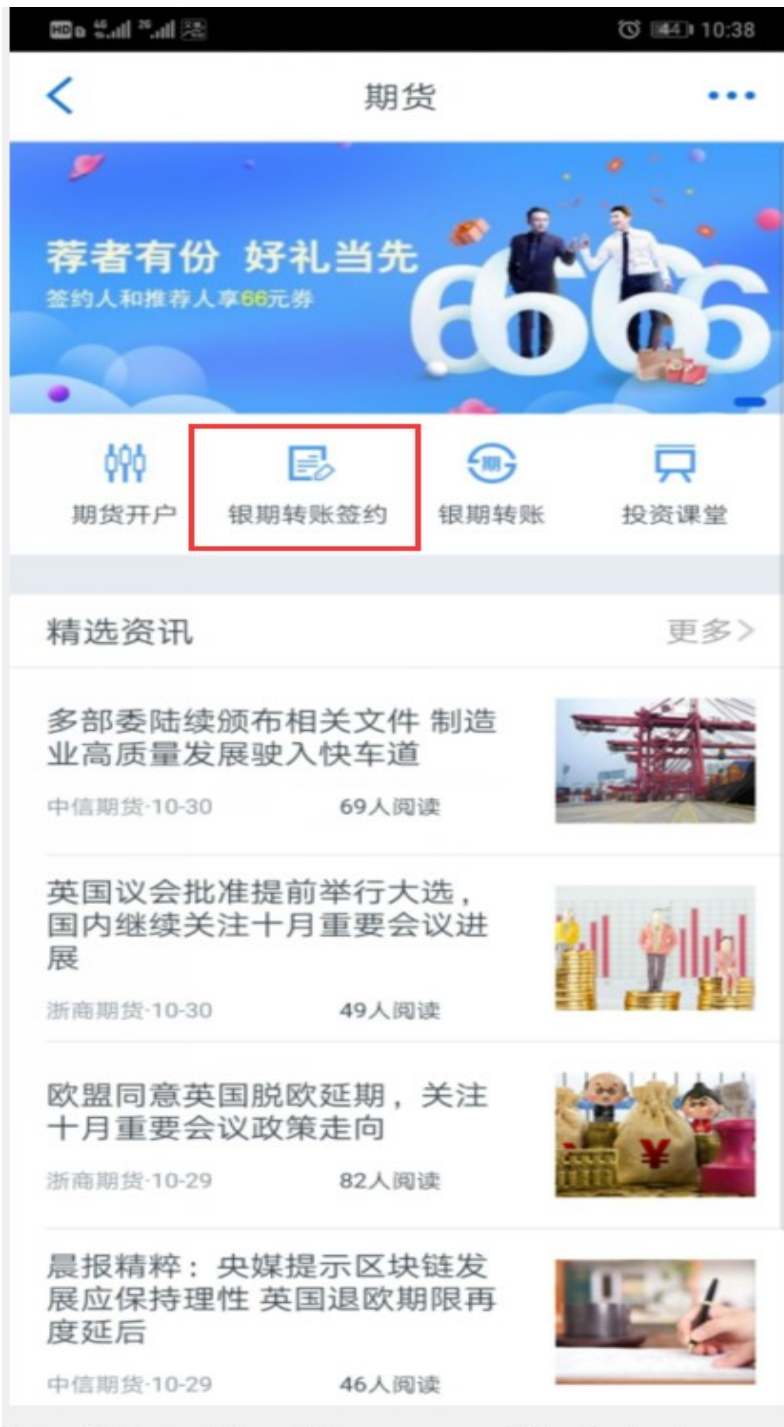 HD 4G 2G 10:38
44
期货
荐者有份 好礼当先
签约人和推荐人享66元券
666
期货开户 银期转账签约 银期转账 投资课堂
期
精选资讯 更多>
多部委陆续颁布相关文件 制造
业高质量发展驶入快车道
中信期货·10-30 69人阅读
英国议会批准提前举行大选，
国内继续关注十月重要会议进
展
浙商期货·10-30 49人阅读
欧盟同意英国脱欧延期，关注
十月重要会议政策走向
浙商期货·10-29 82人阅读
¥
晨报精粹：央媒提示区块链发
展应保持理性 英国退欧期限再
度延后
中信期货·10-29 46人阅读